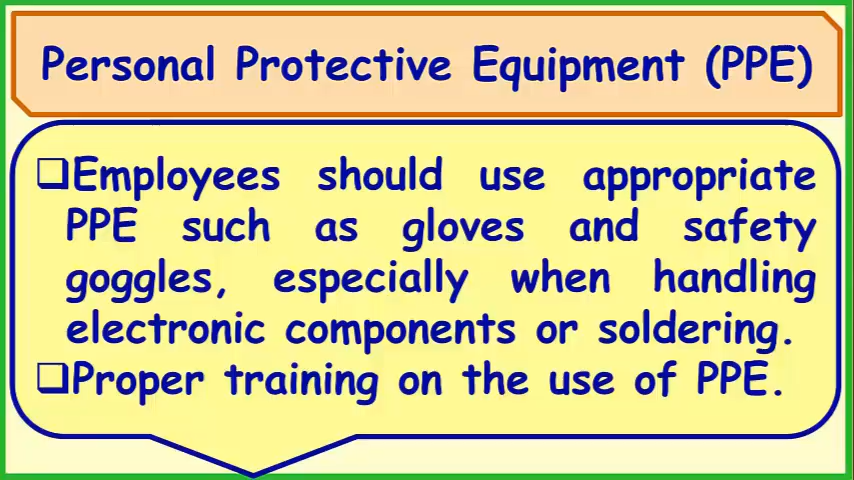 Personal Protective Equipment (PPE)
❑Employees should use appropriate
PPE such as gloves and safety
goggles, especially when handling
electronic components or soldering.
❑Proper training on the use of PPE.